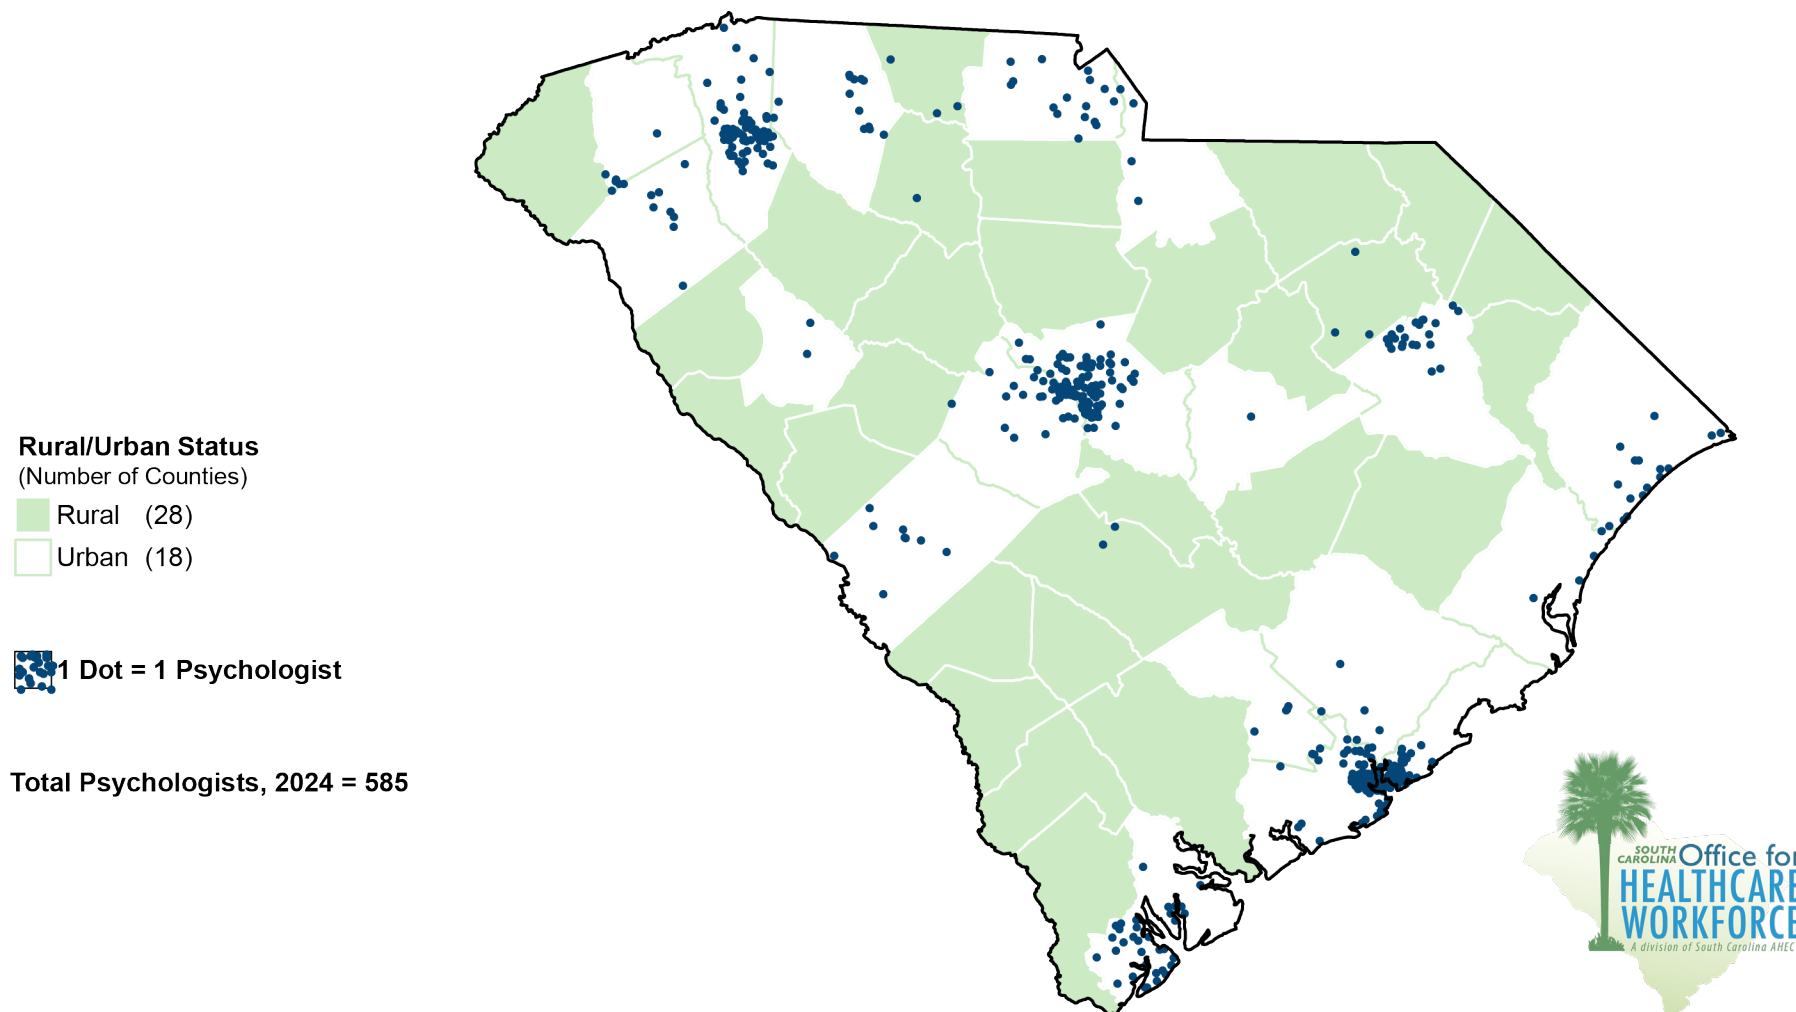 Rural/Urban Status
(Number of Counties)
Rural (28)
Urban (18)
1 Dot = 1 Psychologist
Total Psychologists, 2024 = 585
SOUTH CAROLINA Office for
HEALTHCARE
WORKFORCE
A division of South Carolina AHEC